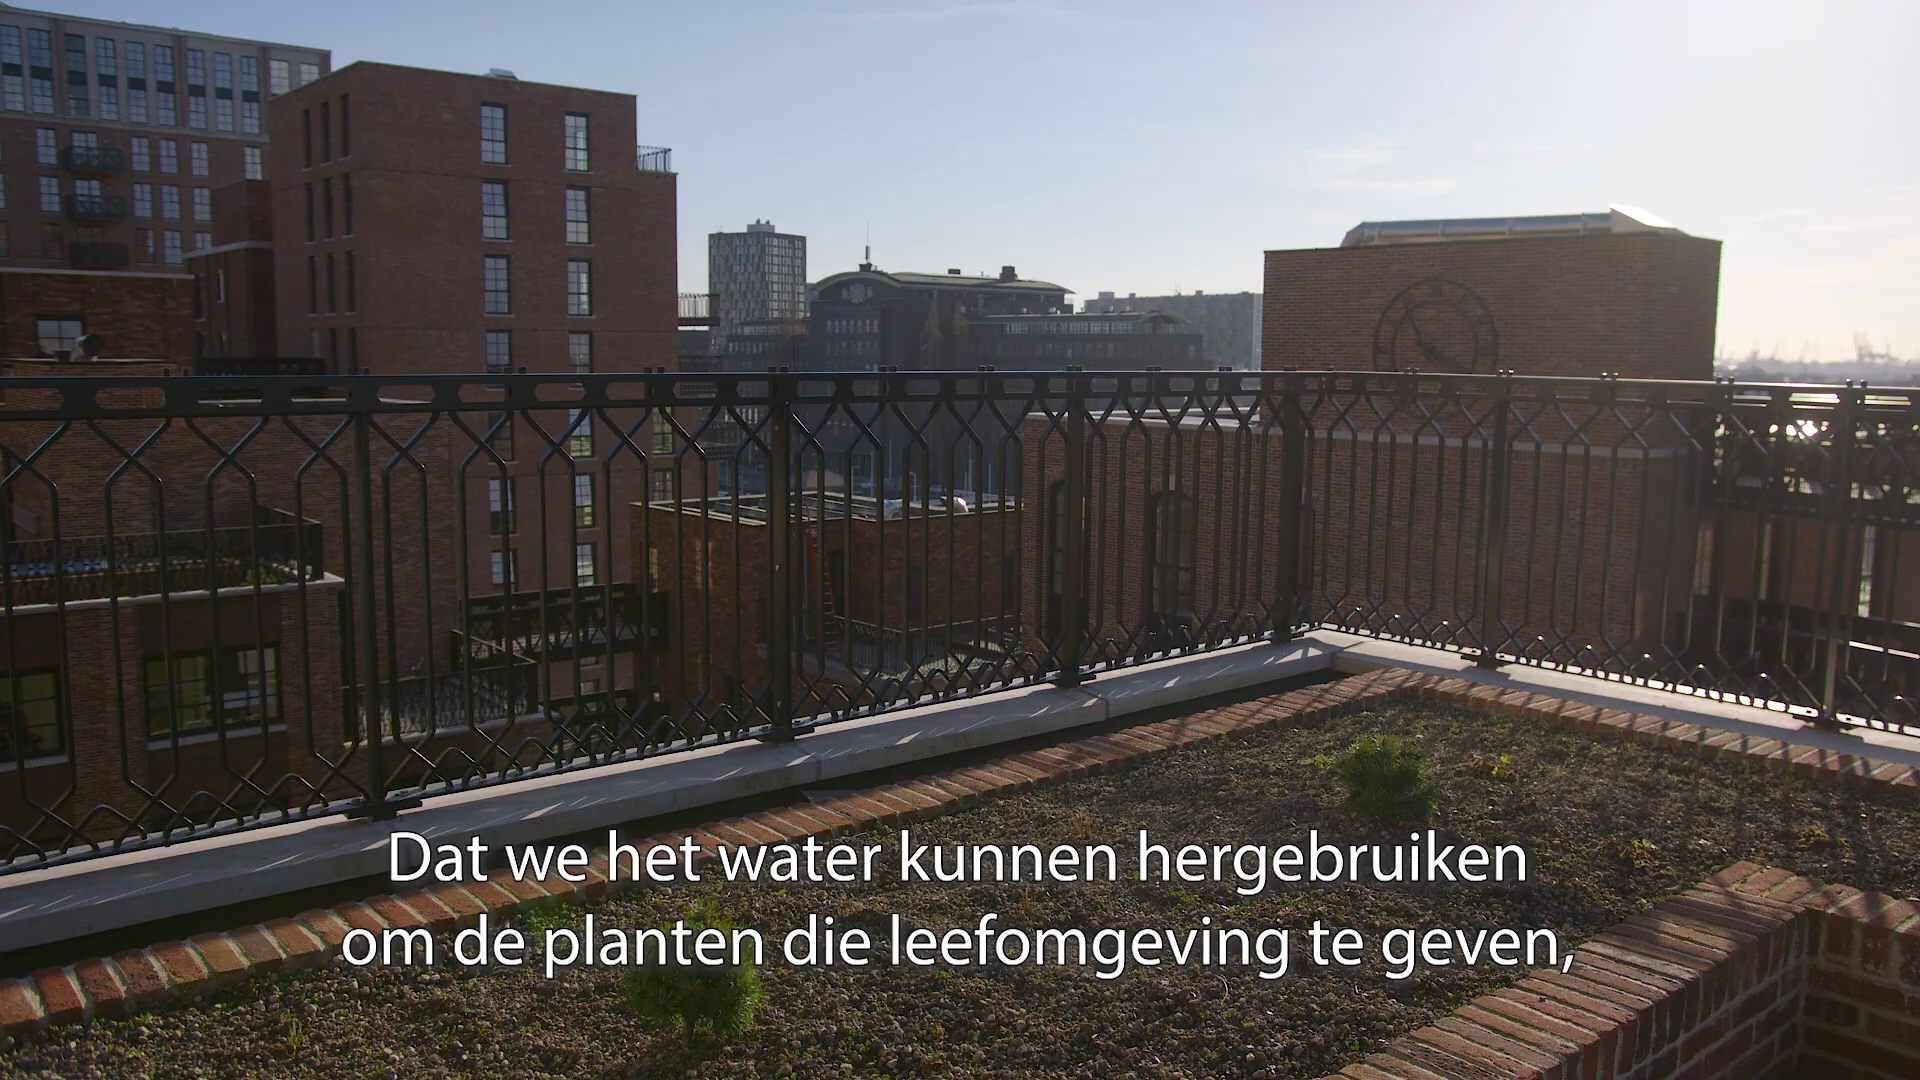 Dat we het water kunnen hergebruiken
om de planten die leefomgeving te geven,